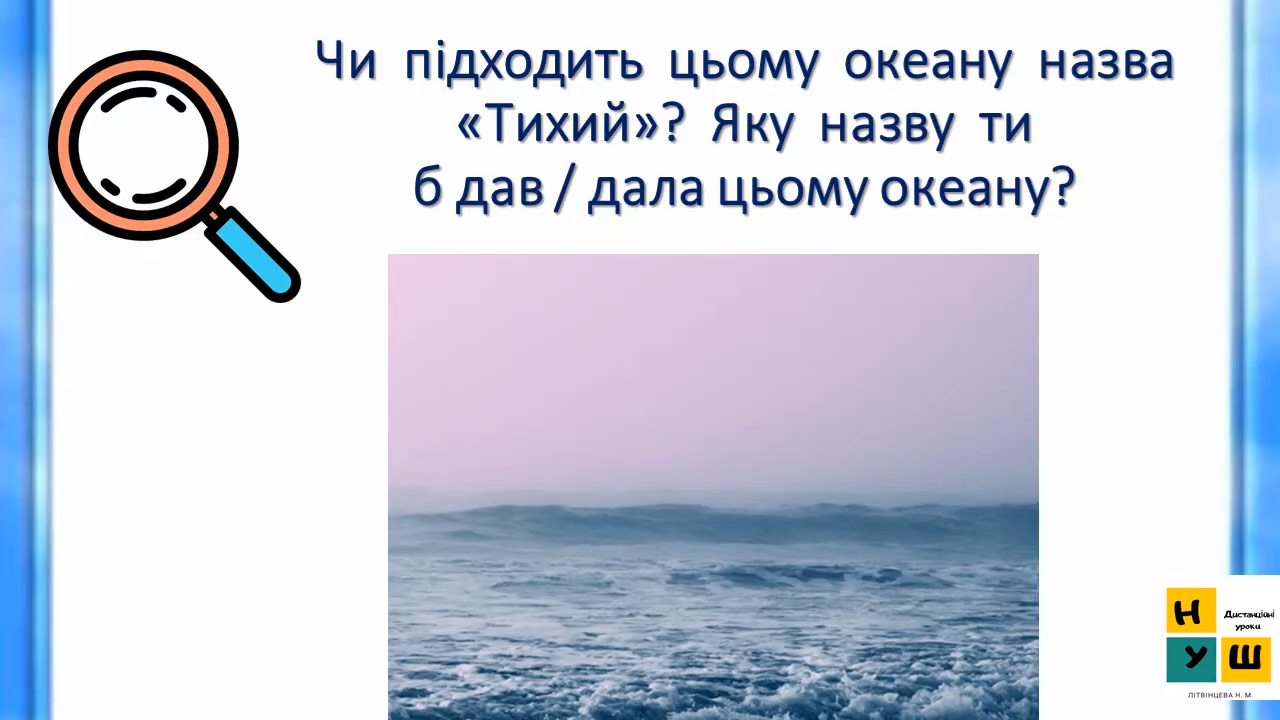 Чи підходить цьому океану назва
«Тихий»? Яку назву ти
б дав / дала цьому океану?
Н
Дистанційні
уроки
У Ш
ЛІТВІНЦЕВА Н. М.